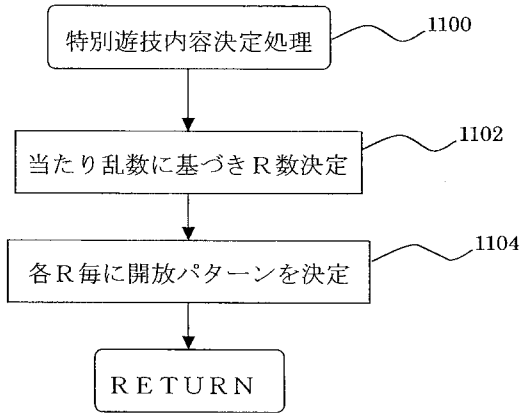 特別遊技内容決定処理
1100
当たり乱数に基づきR数決定
1102
各R毎に開放パターンを決定
1104
RETURN